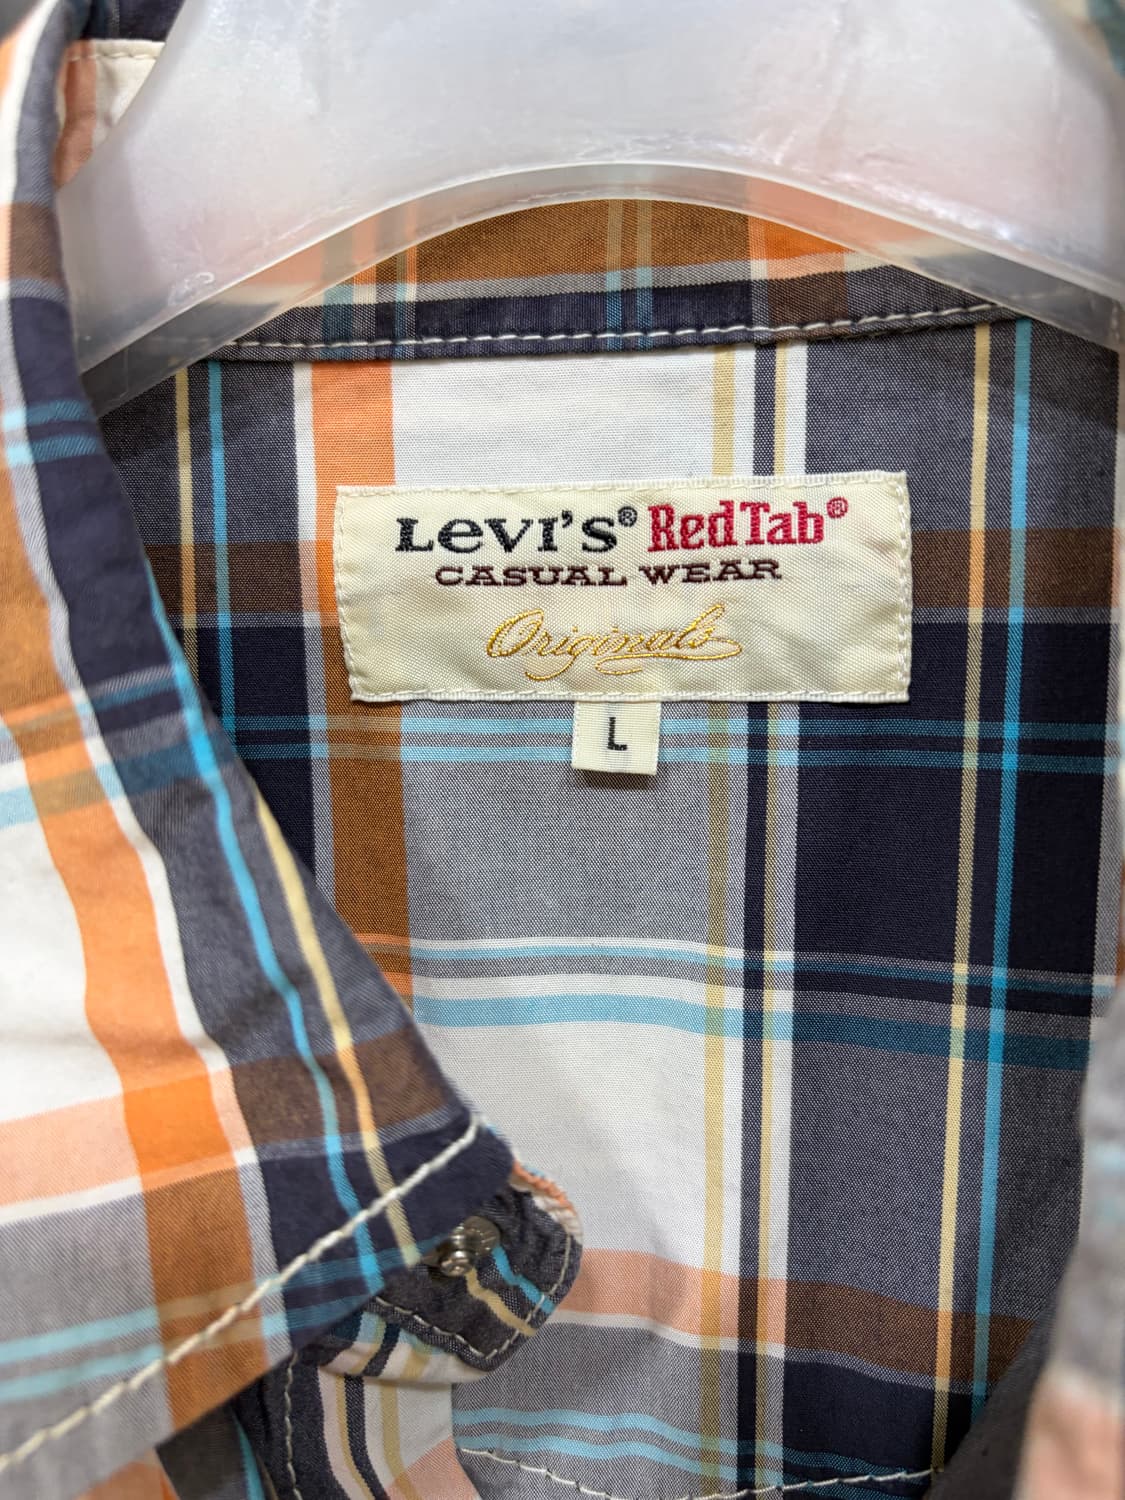 Levi's® RedTab®
CASUAL WEAR
Originals
L